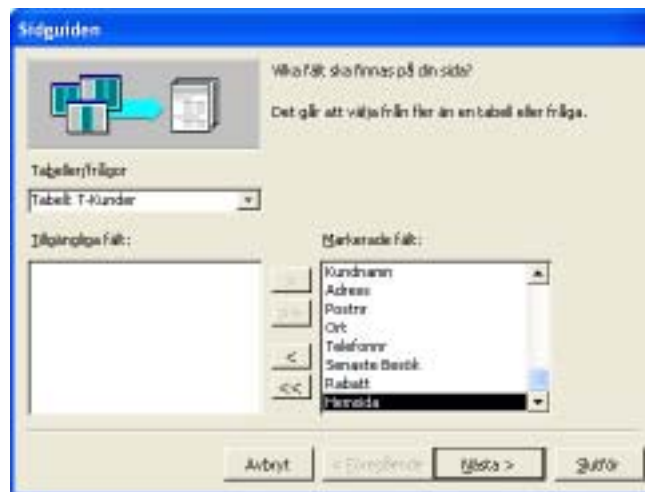 Sidguiden
Vilka fält ska finnas på din sida?
Det går att välja från fler än en tabell eller fråga.
Tabeller/frågor
Tabell: T-Kunder
Tillgängliga fält:
Markerade fält:
>
Kundnamn
Adress
>>
Postnr
Ort
Telefonnr
<
Senaste Besök
<<
Rabatt
Hemsida
Avbryt
< Föregående
Nästa >
Slutför